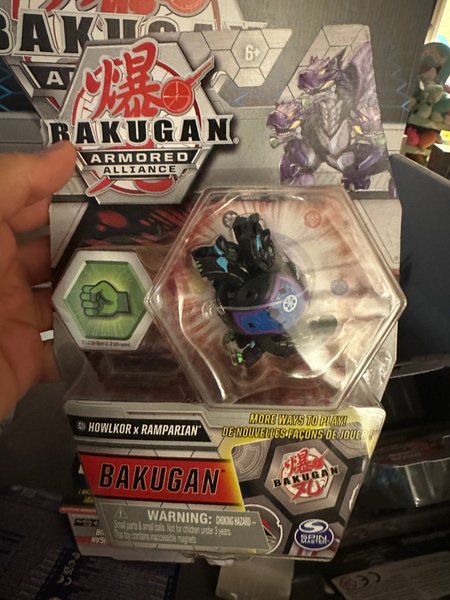 BAKUGAN
6+
爆
BAKUGAN
ARMORED
ALLIANCE
HOWLKOR x RAMPARIAN™
MORE WAYS TO PLAY!
DE NOUVELLES FAÇONS DE JOUER !
BAKUGAN™
爆
BAKUGAN
WARNING: CHOKING HAZARD –
Small parts & small balls. Not for children under 3 years.
This toy contains inaccessible magnets.
SPIN
MASTER